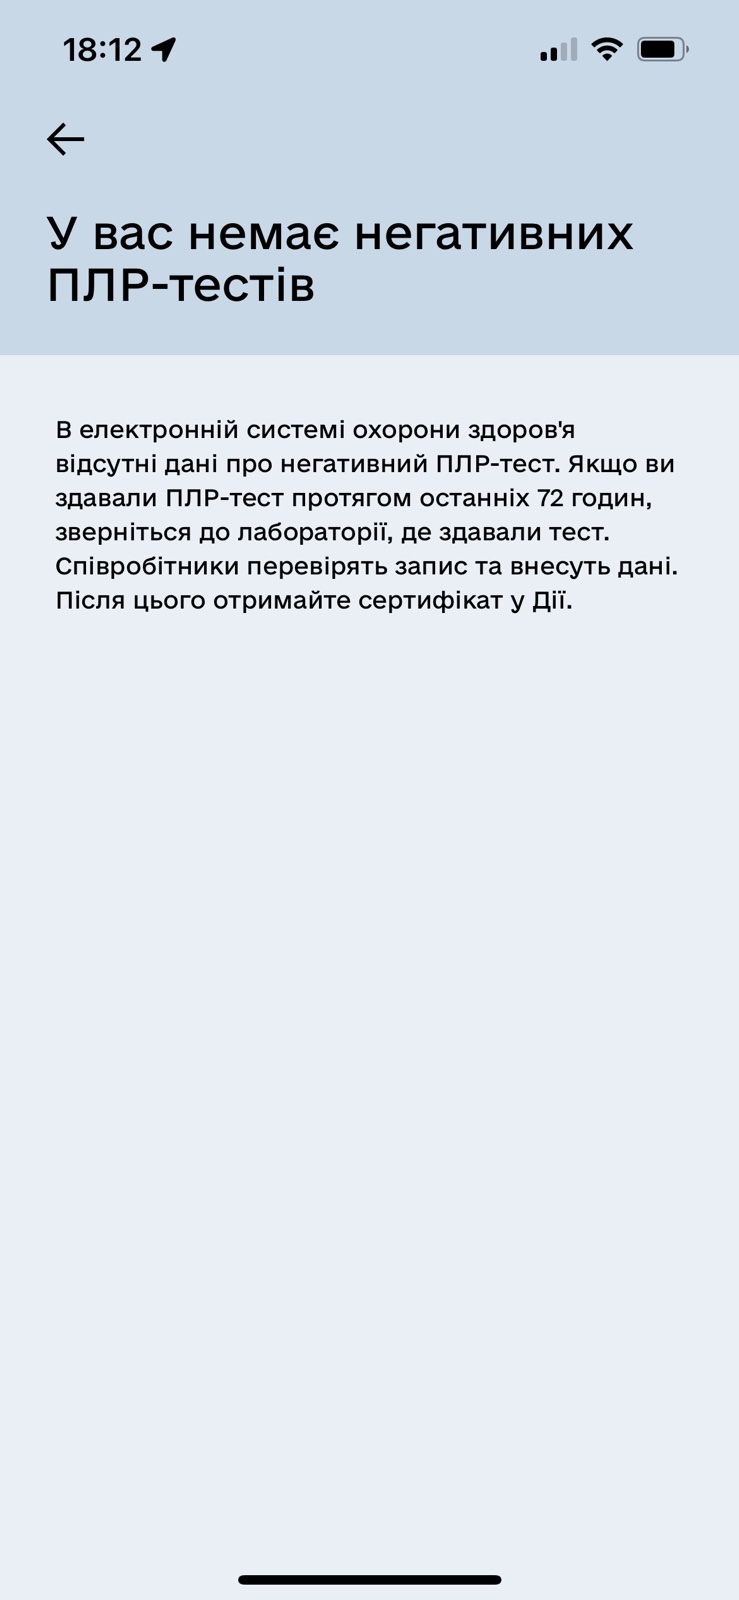 18:12
У вас немає негативних
ПЛР-тестів
В електронній системі охорони здоров'я
відсутні дані про негативний ПЛР-тест. Якщо ви
здавали ПЛР-тест протягом останніх 72 годин,
зверніться до лабораторії, де здавали тест.
Співробітники перевірять запис та внесуть дані.
Після цього отримайте сертифікат у Дії.